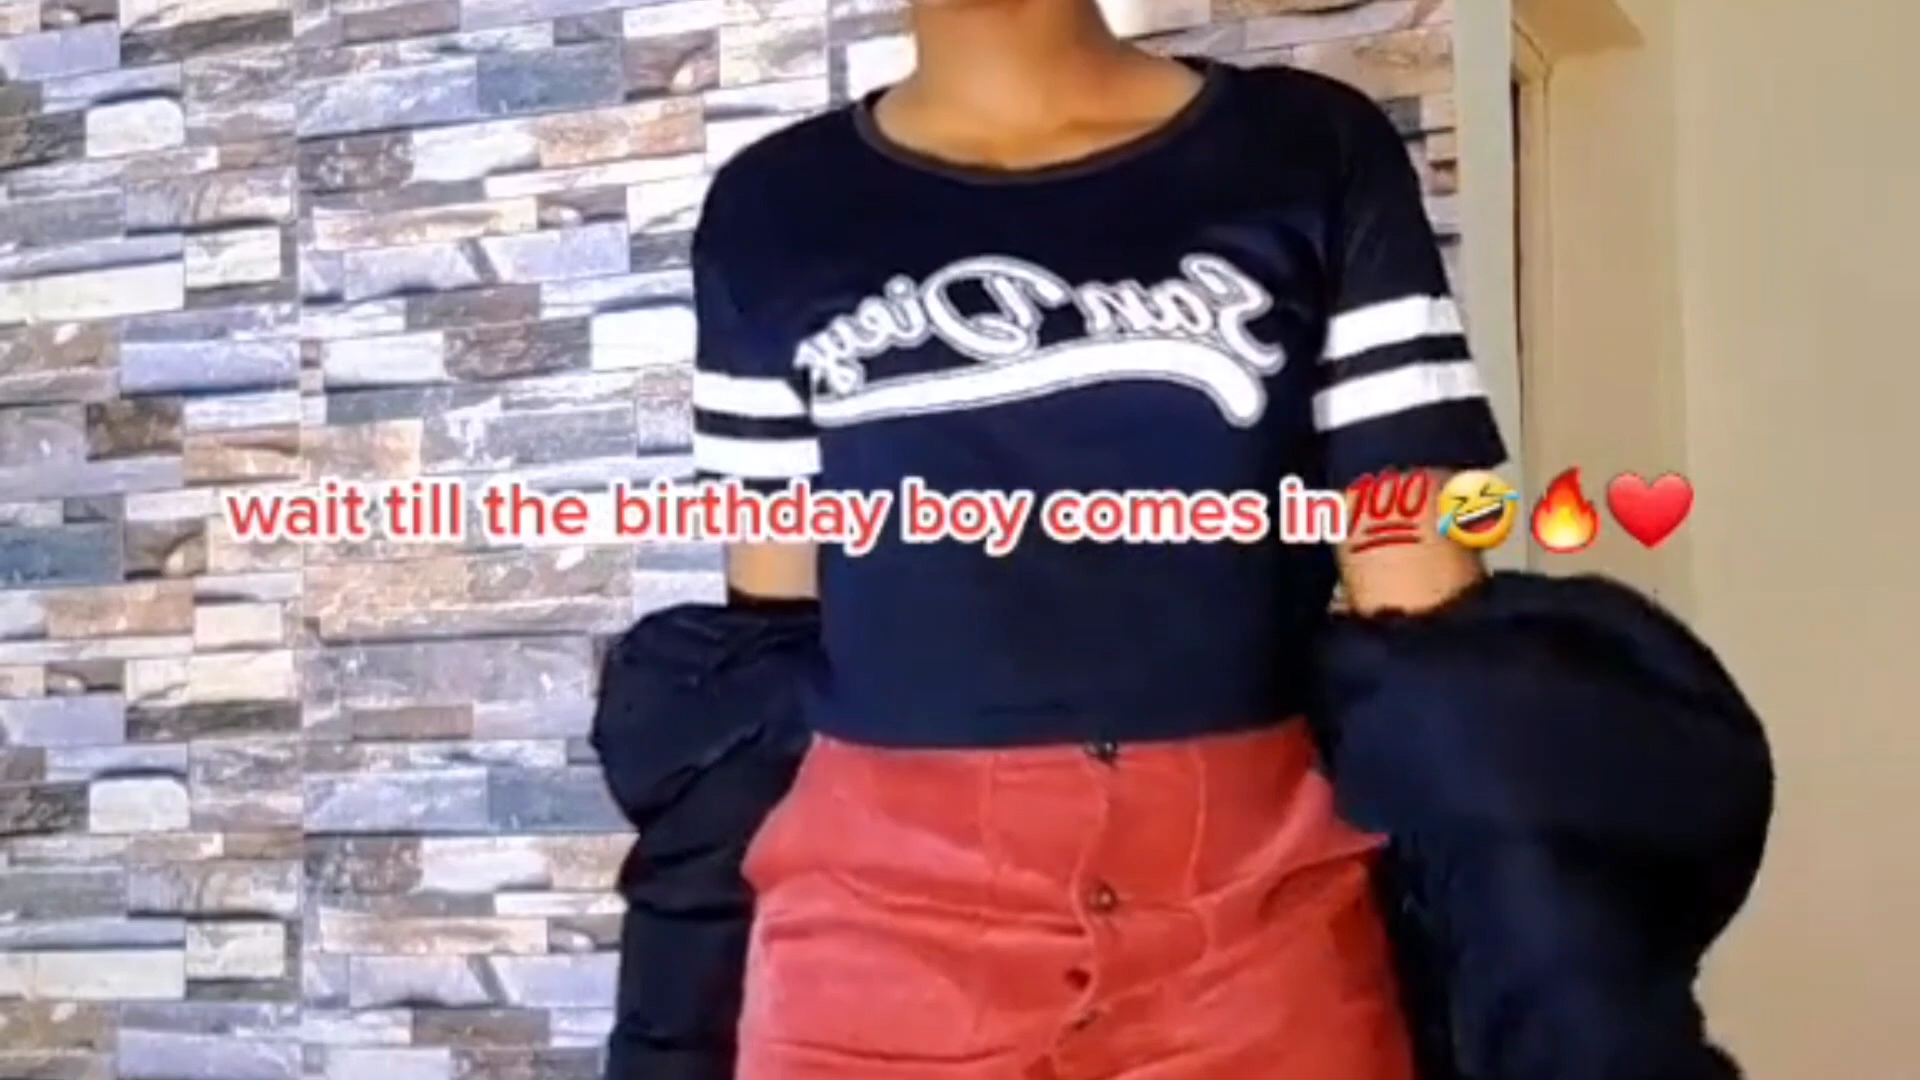 San Diego
wait till the birthday boy comes in💯🤣🔥❤️